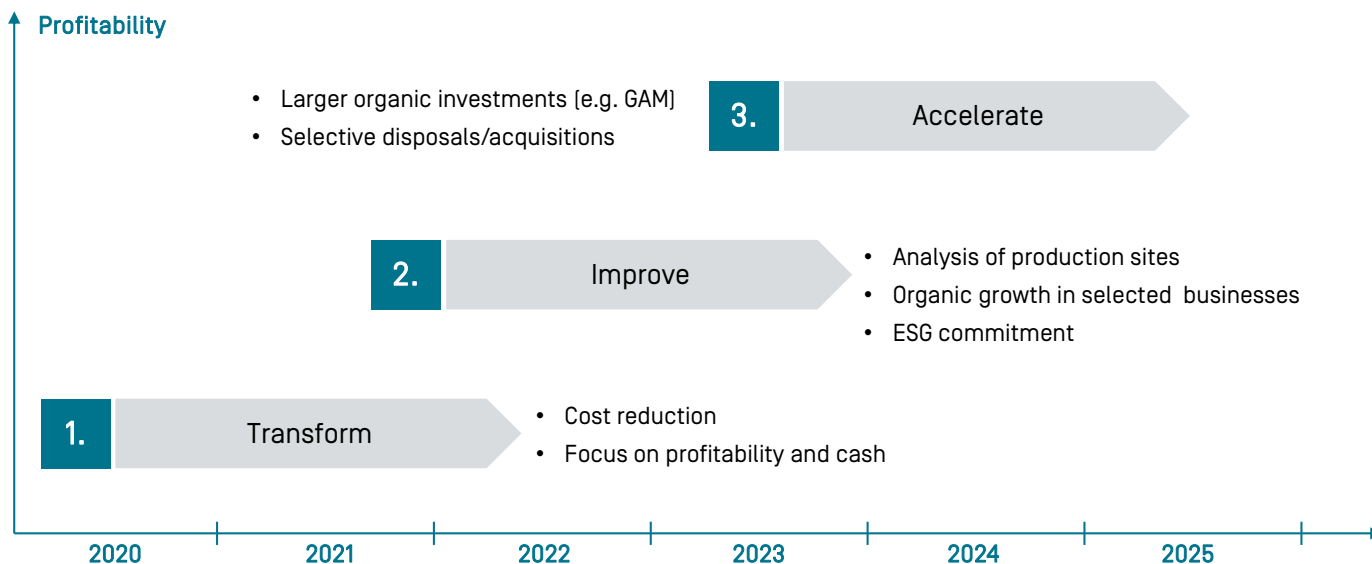 Profitability
• Larger organic investments (e.g. GAM)
• Selective disposals/acquisitions
3.
Accelerate
2.
Improve
• Analysis of production sites
• Organic growth in selected businesses
• ESG commitment
1.
Transform
• Cost reduction
• Focus on profitability and cash
2020 2021 2022 2023 2024 2025